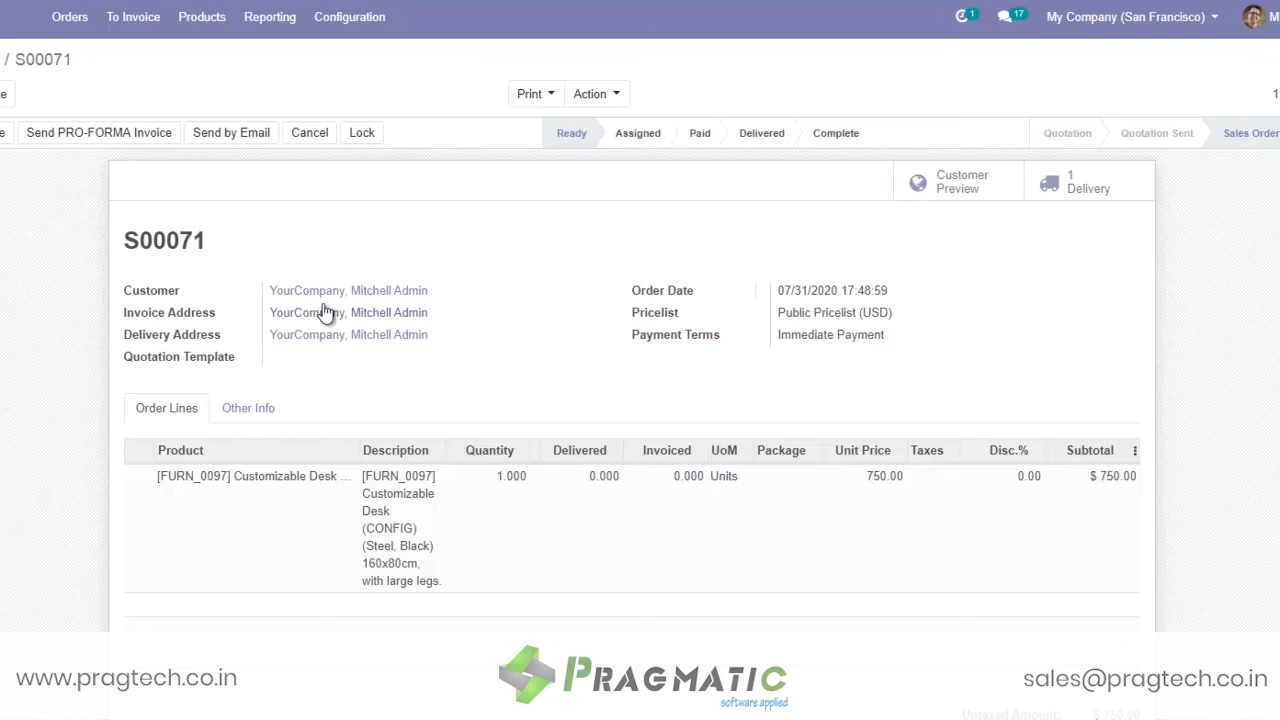 Orders To Invoice Products Reporting Configuration 1 17 My Company (San Francisco) M
/ S00071
e Print Action 1
e Send PRO-FORMA Invoice Send by Email Cancel Lock Ready Assigned Paid Delivered Complete Quotation Quotation Sent Sales Order
Customer Preview
1 Delivery
S00071
Customer YourCompany, Mitchell Admin Order Date 07/31/2020 17:48:59
Invoice Address YourCompany, Mitchell Admin Pricelist Public Pricelist (USD)
Delivery Address YourCompany, Mitchell Admin Payment Terms Immediate Payment
Quotation Template
Order Lines Other Info
Product Description Quantity Delivered Invoiced UoM Package Unit Price Taxes Disc.% Subtotal
[FURN_0097] Customizable Desk ... [FURN_0097] 1.000 0.000 0.000 Units 750.00 0.00 $ 750.00
Customizable
Desk
(CONFIG)
(Steel, Black)
160x80cm,
with large legs.
www.pragtech.co.in PRAGMATIC sales@pragtech.co.in
software applied
Untaxed Amount: $ 750.00